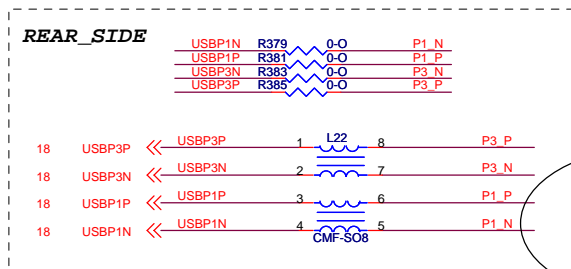 REAR_SIDE
USBP1N R379 0-O P1_N
USBP1P R381 0-O P1_P
USBP3N R383 0-O P3_N
USBP3P R385 0-O P3_P
L22
18 USBP3P USBP3P 1 8 P3_P
18 USBP3N USBP3N 2 7 P3_N
18 USBP1P USBP1P 3 6 P1_P
18 USBP1N USBP1N 4 5 P1_N
CMF-SO8